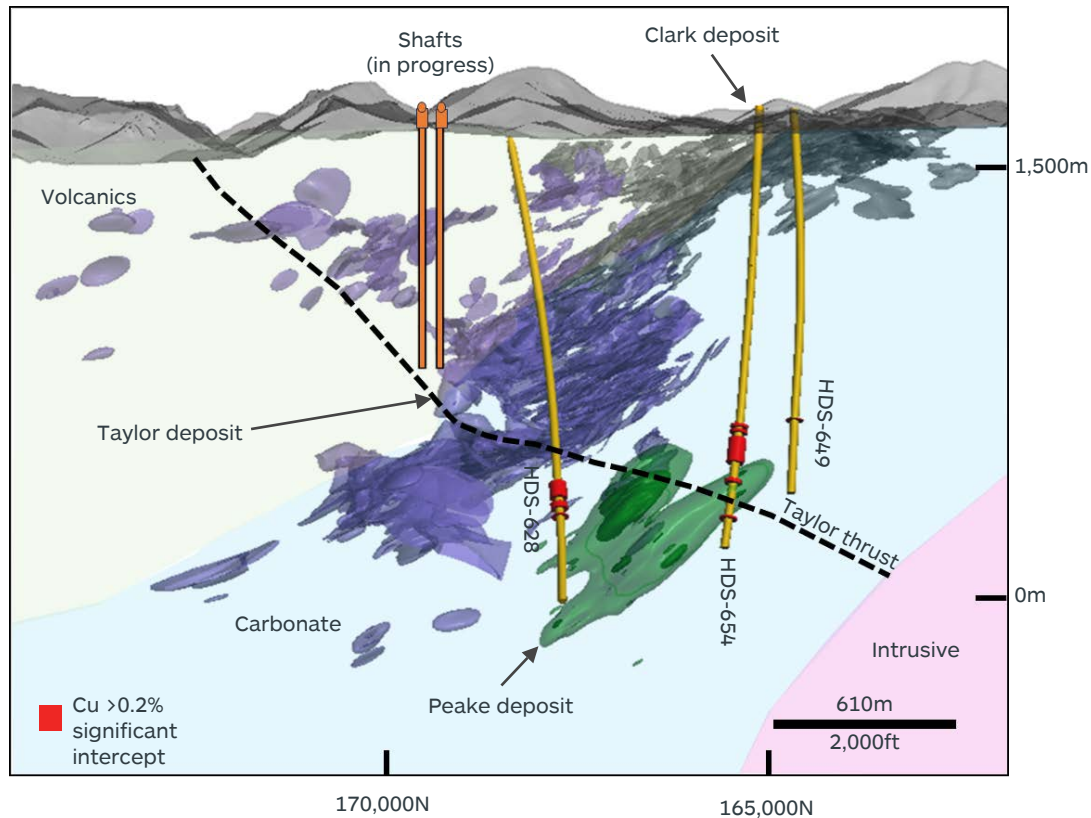 Shafts
(in progress)
Clark deposit
Volcanics
1,500m
Taylor deposit
HDS-628
HDS-654
HDS-649
Taylor thrust
0m
Carbonate
Intrusive
Peake deposit
Cu >0.2%
significant
intercept
610m
2,000ft
170,000N
165,000N